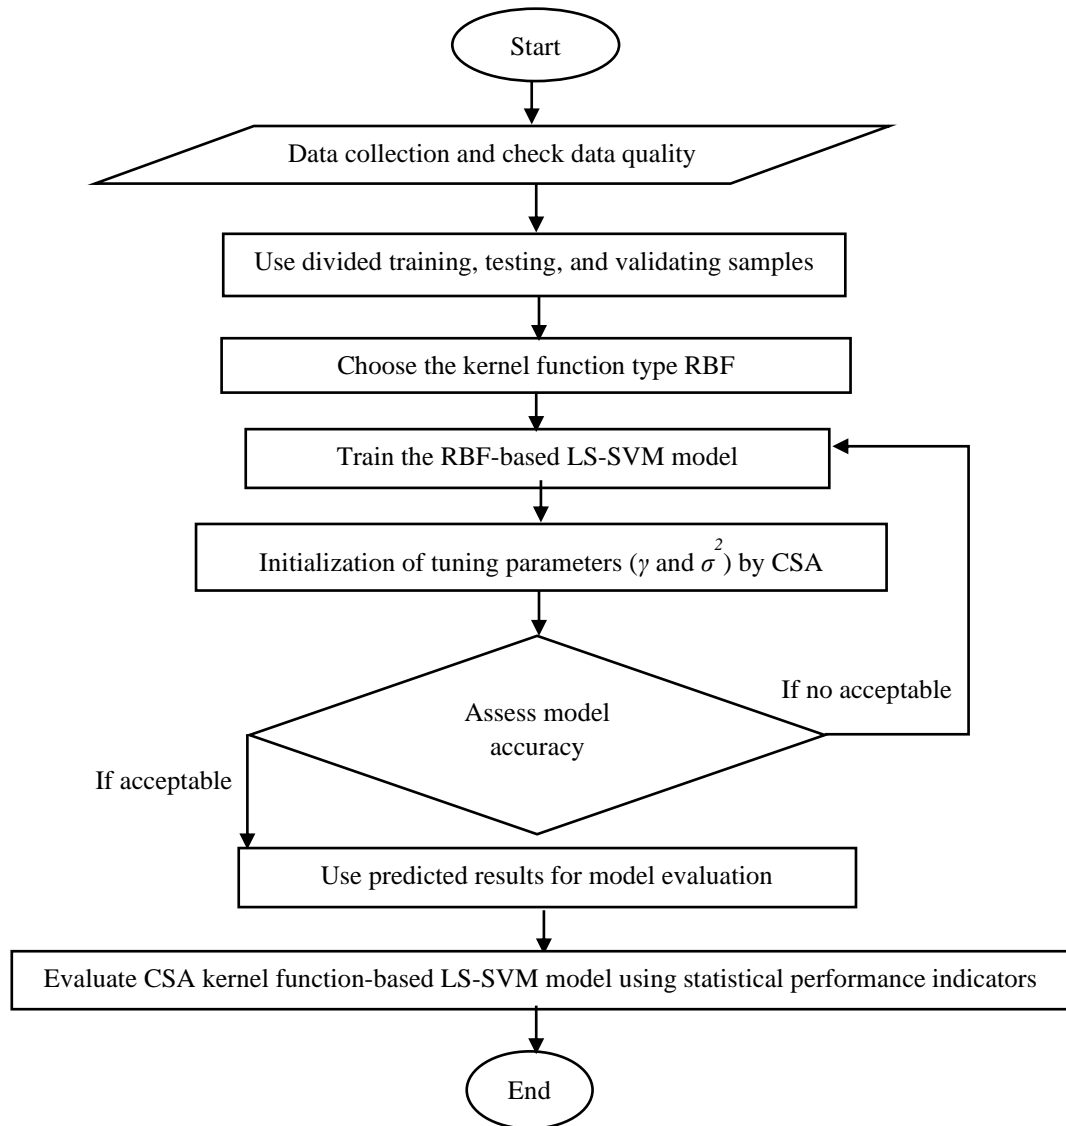 Start
Data collection and check data quality
Use divided training, testing, and validating samples
Choose the kernel function type RBF
Train the RBF-based LS-SVM model
Initialization of tuning parameters (γ and σ²) by CSA
If no acceptable
Assess model
accuracy
If acceptable
Use predicted results for model evaluation
Evaluate CSA kernel function-based LS-SVM model using statistical performance indicators
End